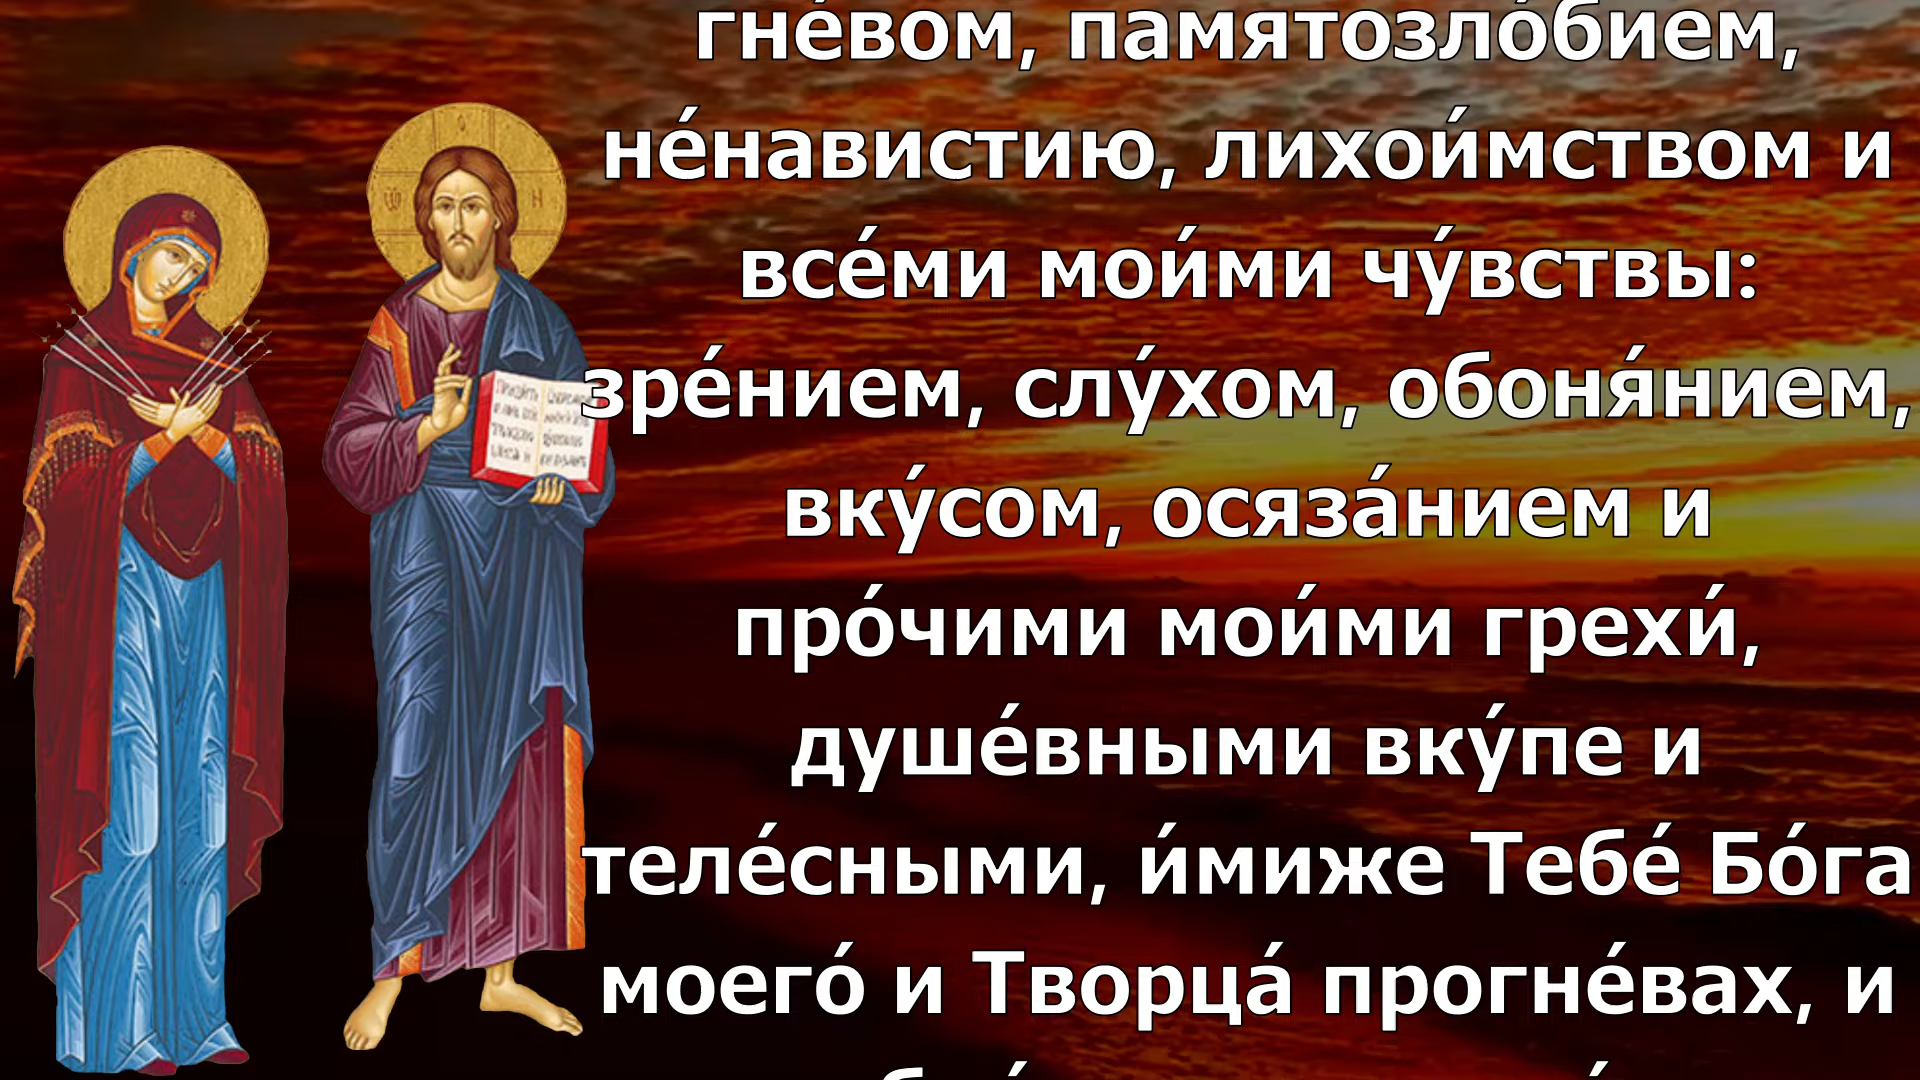 гне́вом, памятозло́бием,
не́навистию, лихои́мством и
все́ми мои́ми чу́вствы:
зре́нием, слу́хом, обоня́нием,
вку́сом, осяза́нием и
про́чими мои́ми грехи́,
душе́вными вку́пе и
теле́сными, и́миже Тебе́ Бо́га
моего́ и Творца́ прогне́вах, и